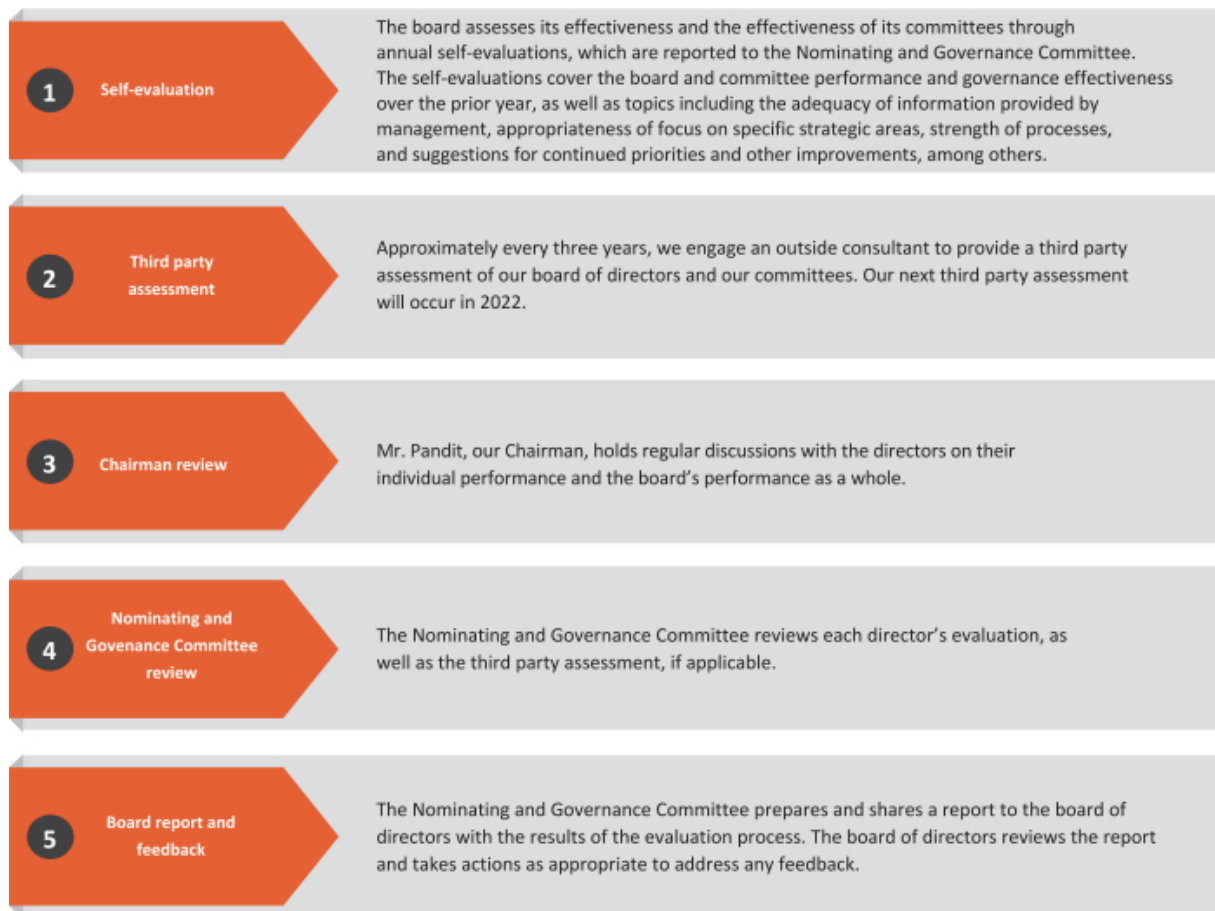 1
Self-evaluation
The board assesses its effectiveness and the effectiveness of its committees through
annual self-evaluations, which are reported to the Nominating and Governance Committee.
The self-evaluations cover the board and committee performance and governance effectiveness
over the prior year, as well as topics including the adequacy of information provided by
management, appropriateness of focus on specific strategic areas, strength of processes,
and suggestions for continued priorities and other improvements, among others.
2
Third party
assessment
Approximately every three years, we engage an outside consultant to provide a third party
assessment of our board of directors and our committees. Our next third party assessment
will occur in 2022.
3
Chairman review
Mr. Pandit, our Chairman, holds regular discussions with the directors on their
individual performance and the board’s performance as a whole.
4
Nominating and
Govenance Committee
review
The Nominating and Governance Committee reviews each director’s evaluation, as
well as the third party assessment, if applicable.
5
Board report and
feedback
The Nominating and Governance Committee prepares and shares a report to the board of
directors with the results of the evaluation process. The board of directors reviews the report
and takes actions as appropriate to address any feedback.